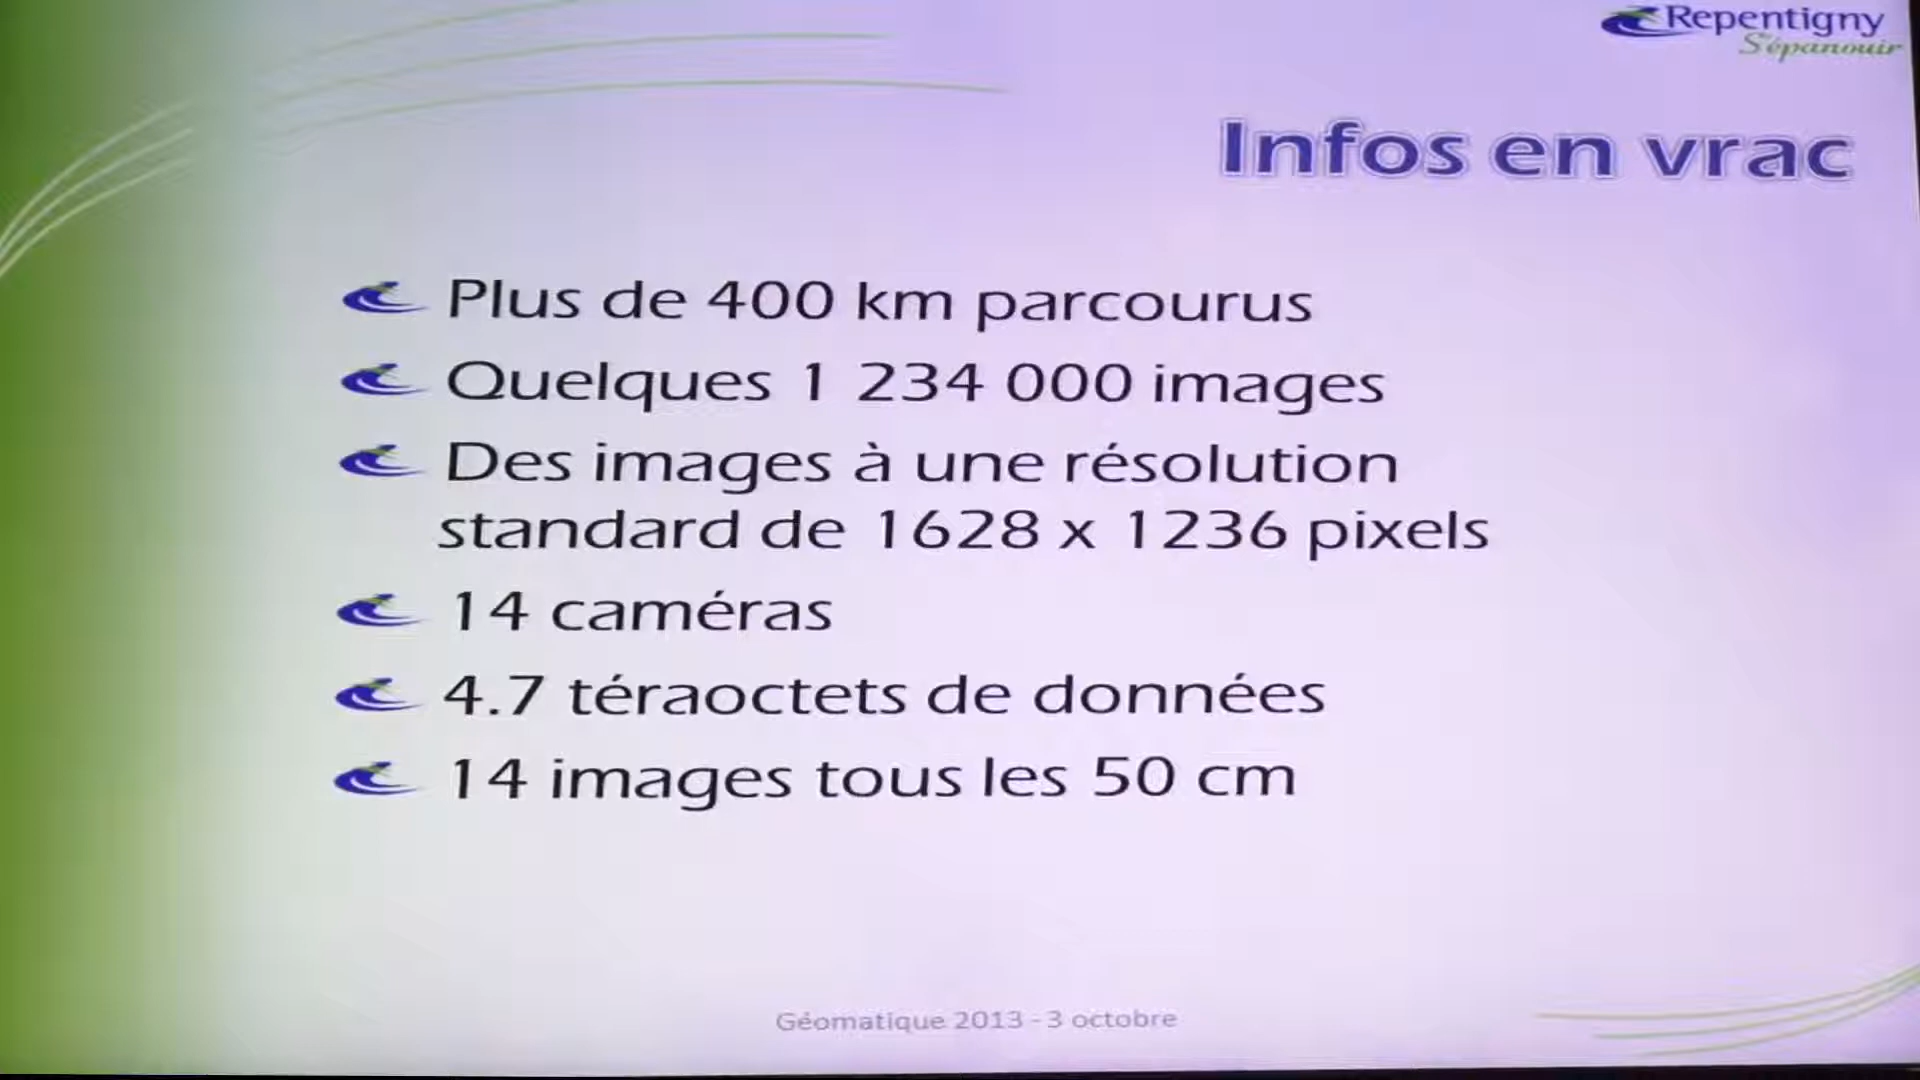 Repentigny
S'épanouir
Infos en vrac
Plus de 400 km parcourus
Quelques 1 234 000 images
Des images à une résolution
standard de 1628 x 1236 pixels
14 caméras
4.7 téraoctets de données
14 images tous les 50 cm
Géomatique 2013 - 3 octobre